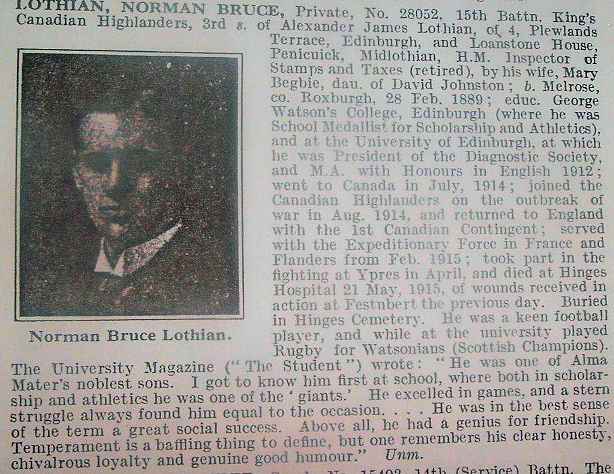 LOTHIAN, NORMAN BRUCE, Private, No. 28052, 15th Battn. King's
Canadian Highlanders, 3rd s. of Alexander James Lothian, of 4, Plewlands
Terrace, Edinburgh, and Loanstone House,
Penicuick, Midlothian, H.M. Inspector of
Stamps and Taxes (retired), by his wife, Mary
Begbie, dau. of David Johnston; b. Melrose,
co. Roxburgh, 28 Feb. 1889; educ. George
Watson's College, Edinburgh (where he was
School Medallist for Scholarship and Athletics),
and at the University of Edinburgh, at which
he was President of the Diagnostic Society,
and M.A. with Honours in English 1912;
went to Canada in July, 1914; joined the
Canadian Highlanders on the outbreak of
war in Aug. 1914, and returned to England
with the 1st Canadian Contingent; served
with the Expeditionary Force in France and
Flanders from Feb. 1915; took part in the
fighting at Ypres in April, and died at Hinges
Hospital 21 May, 1915, of wounds received in
action at Festubert the previous day. Buried
in Hinges Cemetery. He was a keen football
player, and while at the university played
Rugby for Watsonians (Scottish Champions).
Norman Bruce Lothian.
The University Magazine ("The Student") wrote: "He was one of Alma
Mater's noblest sons. I got to know him first at school, where both in scholar-
ship and athletics he was one of the 'giants.' He excelled in games, and a stern
struggle always found him equal to the occasion. . . . He was in the best sense
of the term a great social success. Above all, he had a genius for friendship.
Temperament is a baffling thing to define, but one remembers his clear honesty,
chivalrous loyalty and genuine good humour." Unm.
No. 15402, 14th (Service) Battn. The